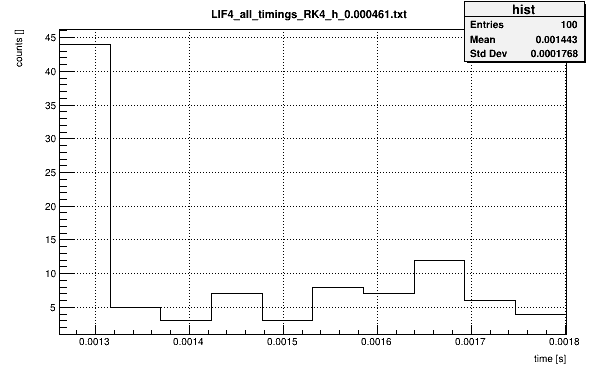 LIF4_all_timings_RK4_h_0.000461.txt
hist
Entries 100
Mean 0.001443
Std Dev 0.0001768
counts []
45
40
35
30
25
20
15
10
5
0.0013 0.0014 0.0015 0.0016 0.0017 0.0018
time [s]